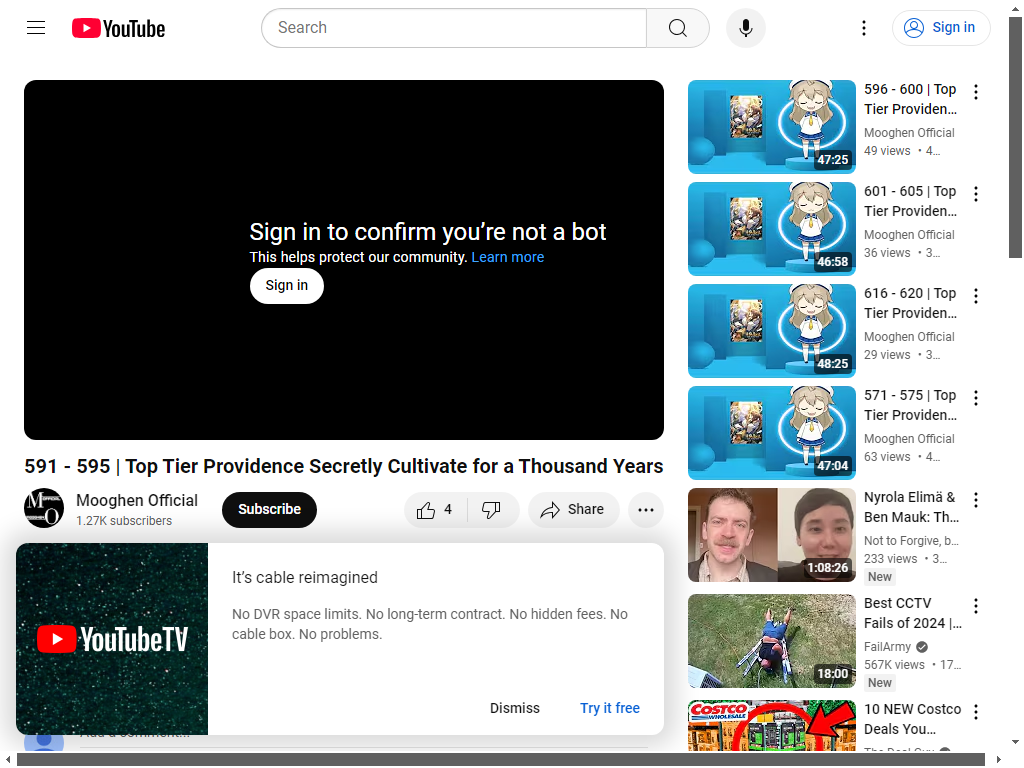 YouTube
Search
Sign in
Sign in to confirm you’re not a bot
This helps protect our community. Learn more
Sign in
591 - 595 | Top Tier Providence Secretly Cultivate for a Thousand Years
Mooghen Official
1.27K subscribers
Subscribe
4
Share
It’s cable reimagined
No DVR space limits. No long-term contract. No hidden fees. No
cable box. No problems.
YouTubeTV
Dismiss
Try it free
Add a comment...
47:25
596 - 600 | Top
Tier Providen...
Mooghen Official
49 views • 4...
46:58
601 - 605 | Top
Tier Providen...
Mooghen Official
36 views • 3...
48:25
616 - 620 | Top
Tier Providen...
Mooghen Official
29 views • 3...
47:04
571 - 575 | Top
Tier Providen...
Mooghen Official
63 views • 4...
1:08:26
Nyrola Elimä &
Ben Mauk: Th...
Not to Forgive, b...
233 views • 3...
New
18:00
Best CCTV
Fails of 2024 |...
FailArmy
567K views • 17...
New
COSTCO
WHOLESALE
10 NEW Costco
Deals You...
The Deal Guy